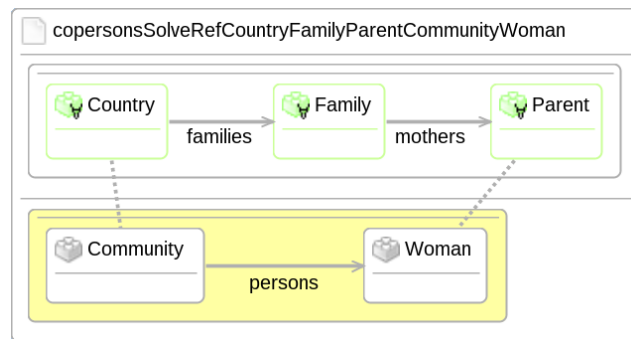 copersonsSolveRefCountryFamilyParentCommunityWoman
Country
Family
Parent
families
mothers
Community
Woman
persons